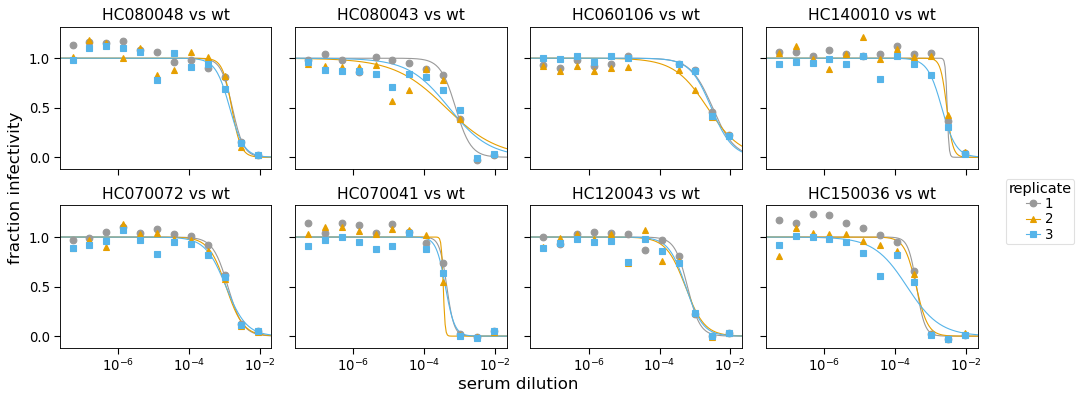 HC080048 vs wt
HC080043 vs wt
HC060106 vs wt
HC140010 vs wt
1.0
0.5
0.0
HC070072 vs wt
HC070041 vs wt
HC120043 vs wt
HC150036 vs wt
1.0
0.5
0.0
10⁻⁶ 10⁻⁴ 10⁻²
10⁻⁶ 10⁻⁴ 10⁻²
10⁻⁶ 10⁻⁴ 10⁻²
10⁻⁶ 10⁻⁴ 10⁻²
fraction infectivity
serum dilution
replicate
1
2
3